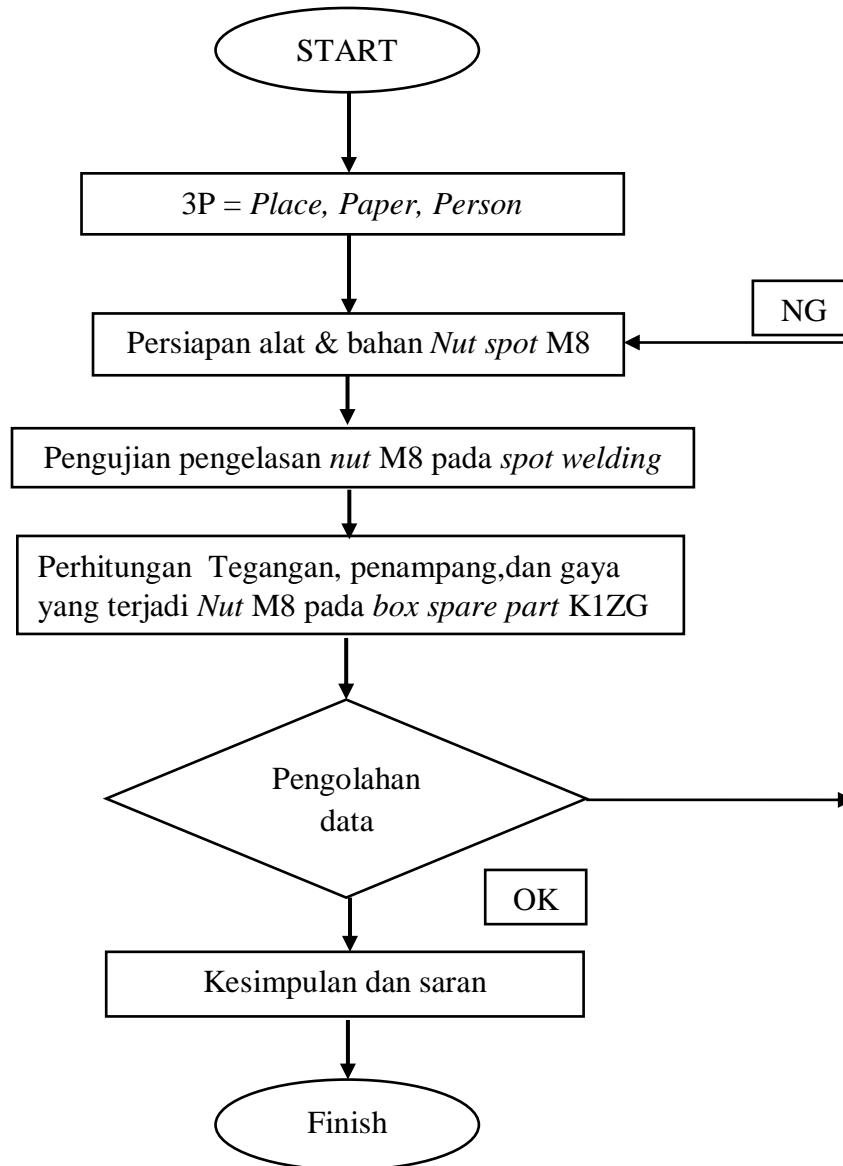 START
3P = Place, Paper, Person
NG
Persiapan alat & bahan Nut spot M8
Pengujian pengelasan nut M8 pada spot welding
Perhitungan Tegangan, penampang,dan gaya
yang terjadi Nut M8 pada box spare part K1ZG
Pengolahan
data
OK
Kesimpulan dan saran
Finish